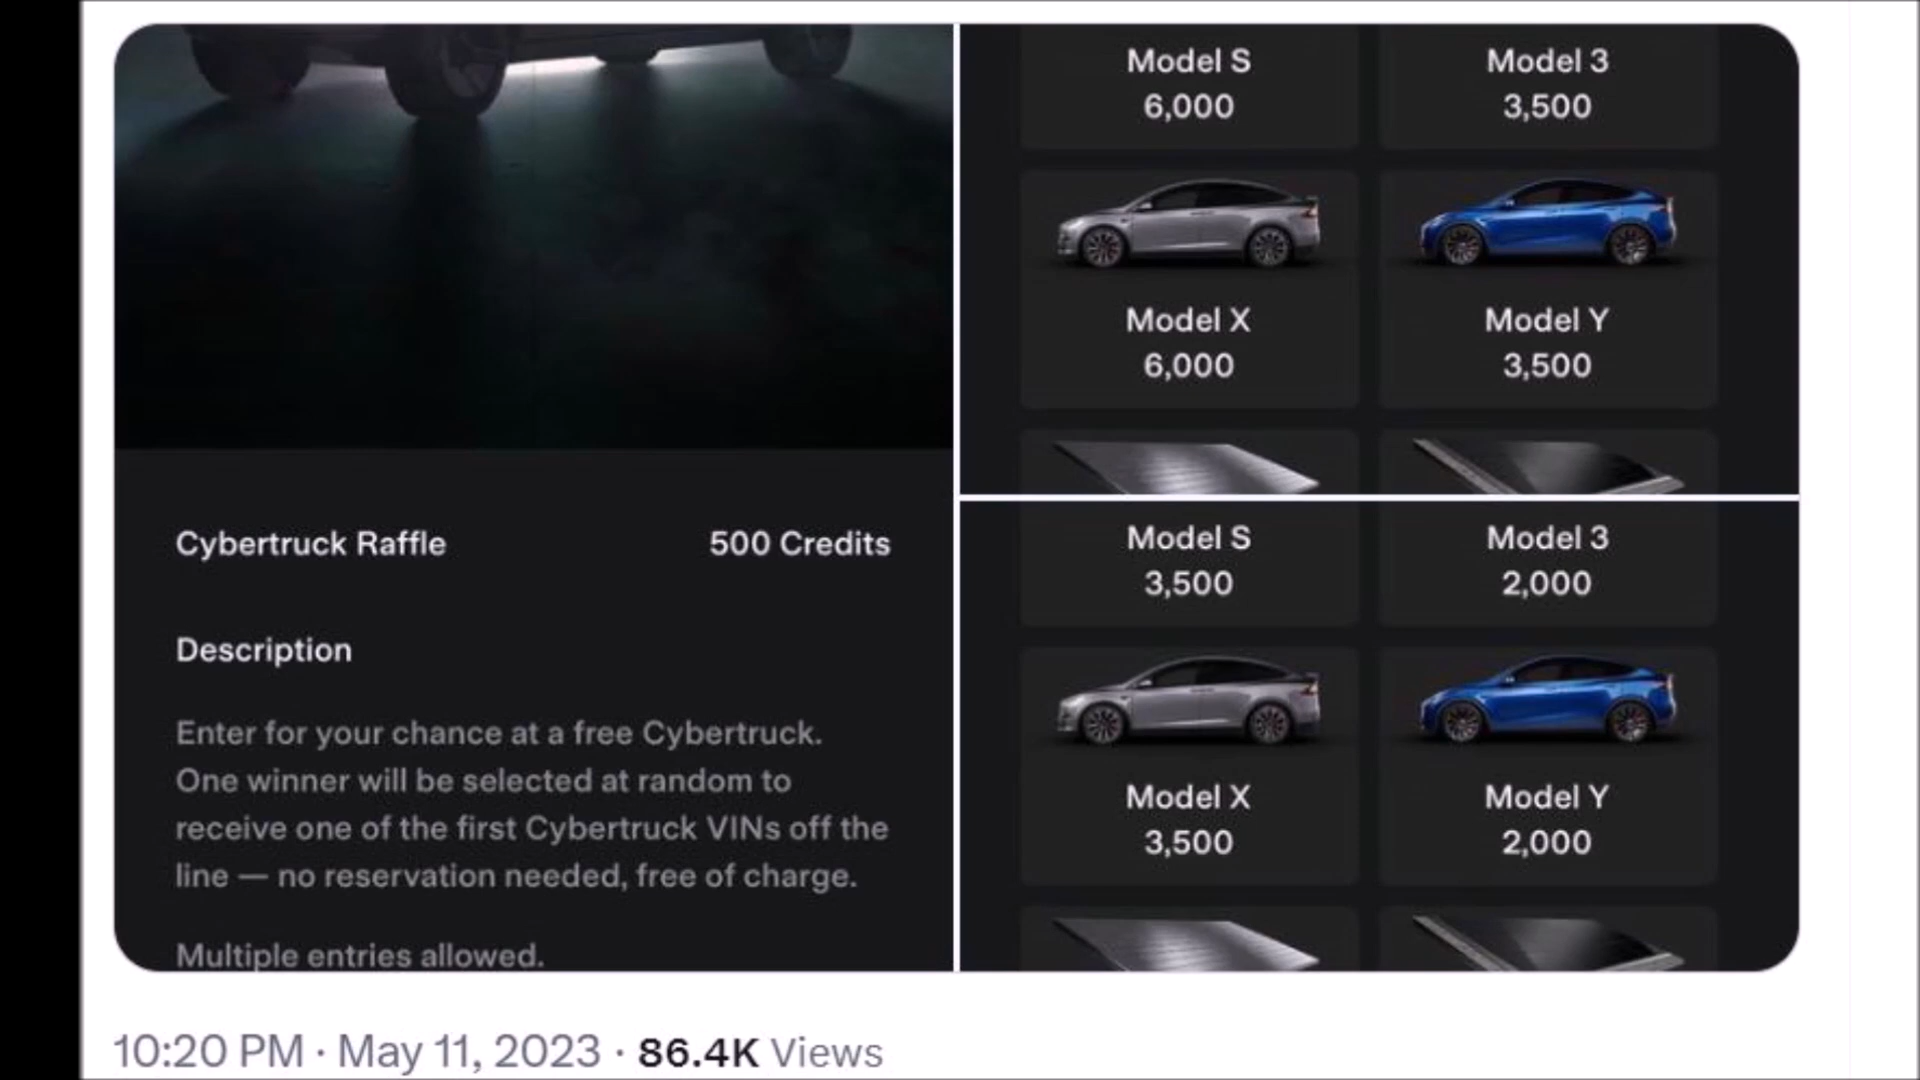 Cybertruck Raffle 500 Credits
Description
Enter for your chance at a free Cybertruck.
One winner will be selected at random to
receive one of the first Cybertruck VINs off the
line — no reservation needed, free of charge.
Multiple entries allowed.
Model S Model 3
6,000 3,500
Model X Model Y
6,000 3,500
Model S Model 3
3,500 2,000
Model X Model Y
3,500 2,000
10:20 PM · May 11, 2023 · 86.4K Views